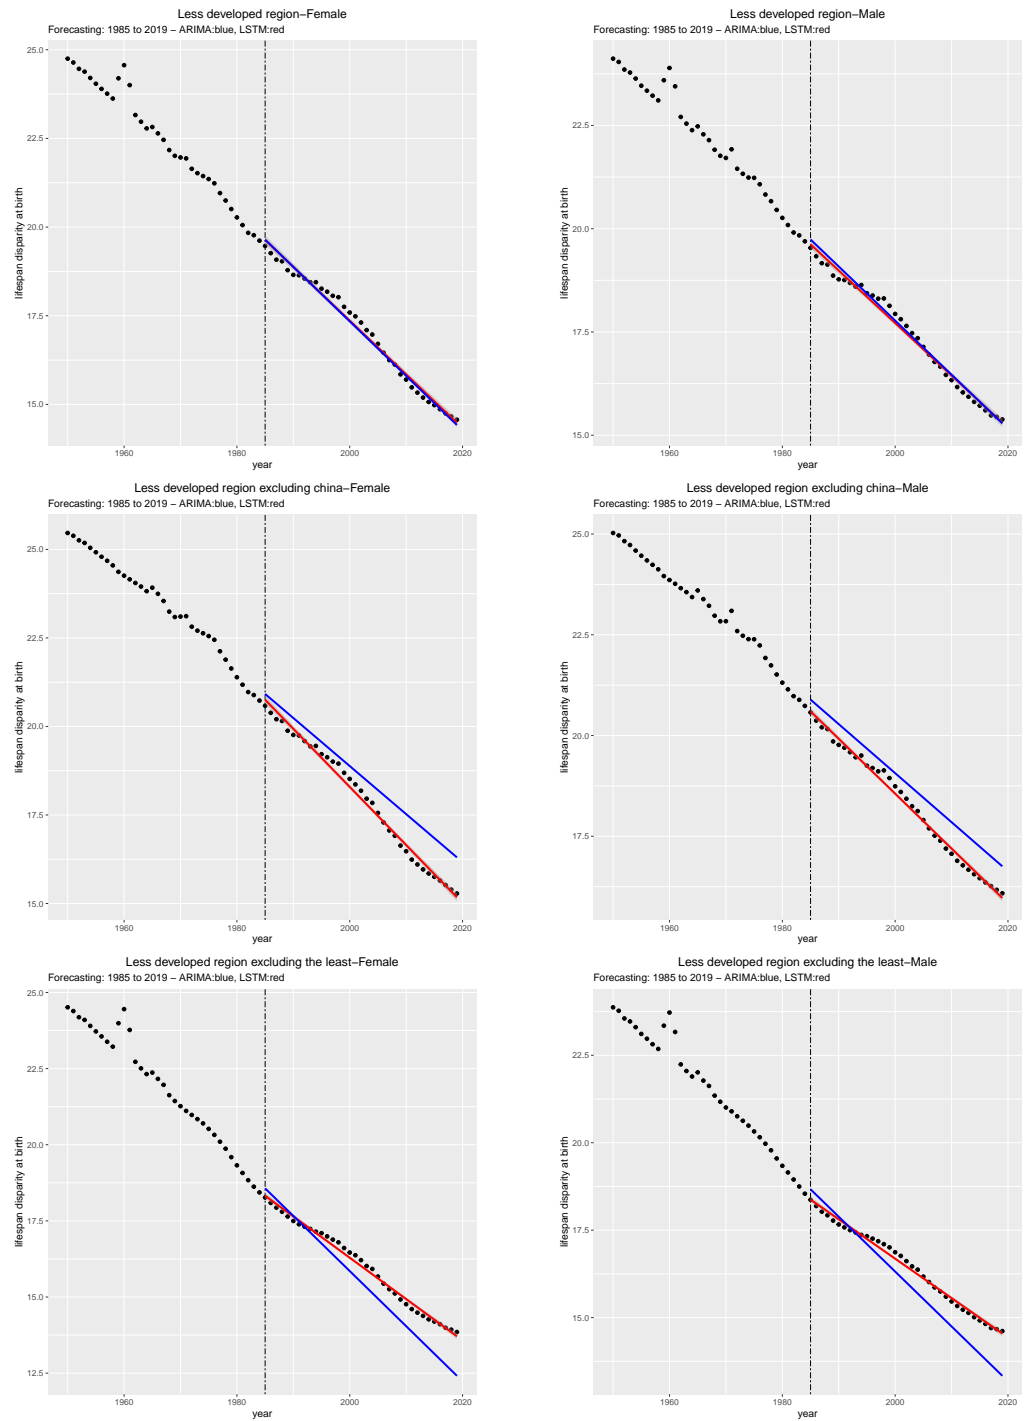 Less developed region−Female
Forecasting: 1985 to 2019 − ARIMA:blue, LSTM:red
25.0
22.5
20.0
17.5
15.0
lifespan disparity at birth
1960
1980
2000
2020
year
Less developed region−Male
Forecasting: 1985 to 2019 − ARIMA:blue, LSTM:red
22.5
20.0
17.5
15.0
lifespan disparity at birth
1960
1980
2000
2020
year
Less developed region excluding china−Female
Forecasting: 1985 to 2019 − ARIMA:blue, LSTM:red
25.0
22.5
20.0
17.5
15.0
lifespan disparity at birth
1960
1980
2000
2020
year
Less developed region excluding china−Male
Forecasting: 1985 to 2019 − ARIMA:blue, LSTM:red
25.0
22.5
20.0
17.5
lifespan disparity at birth
1960
1980
2000
2020
year
Less developed region excluding the least−Female
Forecasting: 1985 to 2019 − ARIMA:blue, LSTM:red
25.0
22.5
20.0
17.5
15.0
12.5
lifespan disparity at birth
1960
1980
2000
2020
year
Less developed region excluding the least−Male
Forecasting: 1985 to 2019 − ARIMA:blue, LSTM:red
22.5
20.0
17.5
15.0
lifespan disparity at birth
1960
1980
2000
2020
year